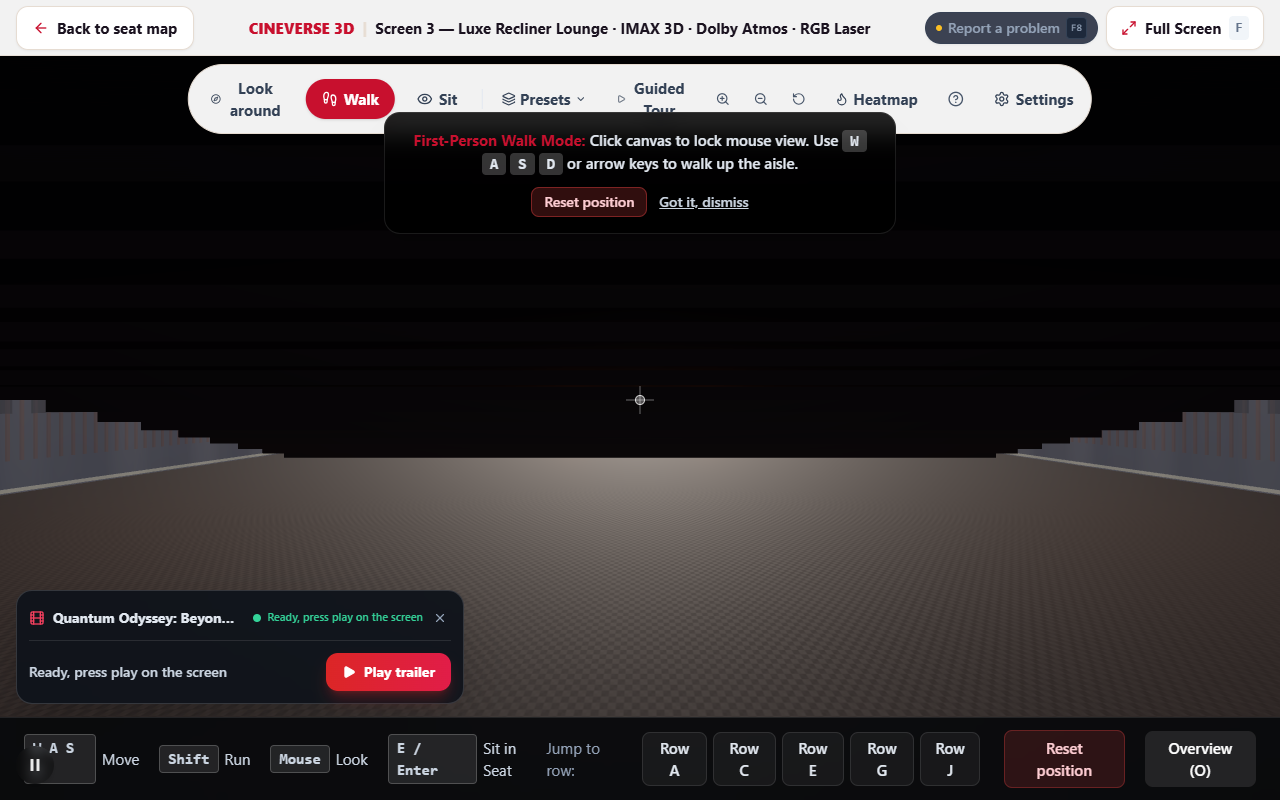 Back to seat map
CINEVERSE 3D | Screen 3 — Luxe Recliner Lounge · IMAX 3D · Dolby Atmos · RGB Laser
Report a problem F8
Full Screen F
Look around
Walk
Sit
Presets
Guided Tour
Heatmap
Settings
First-Person Walk Mode: Click canvas to lock mouse view. Use W
A S D or arrow keys to walk up the aisle.
Reset position
Got it, dismiss
Quantum Odyssey: Beyon...
Ready, press play on the screen
Ready, press play on the screen
Play trailer
A S
Move
Shift Run
Mouse Look
E / Enter
Sit in Seat
Jump to row:
Row A
Row C
Row E
Row G
Row J
Reset position
Overview (O)